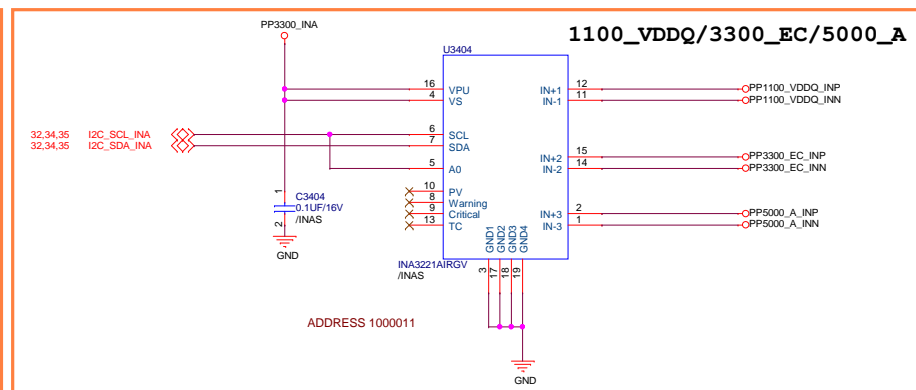 PP3300_INA
1100_VDDQ/3300_EC/5000_A
U3404
16 VPU
4 VS
IN+1 12 PP1100_VDDQ_INP
IN-1 11 PP1100_VDDQ_INN
32,34,35 I2C_SCL_INA 6 SCL
32,34,35 I2C_SDA_INA 7 SDA
5 A0
IN+2 15 PP3300_EC_INP
IN-2 14 PP3300_EC_INN
10 PV
8 Warning
9 Critical
13 TC
IN+3 2 PP5000_A_INP
IN-3 1 PP5000_A_INN
1
C3404
0.1UF/16V
/INAS
2
GND
GND1
GND2
GND3
GND4
3
17
18
19
INA3221AIRGV
/INAS
ADDRESS 1000011
GND